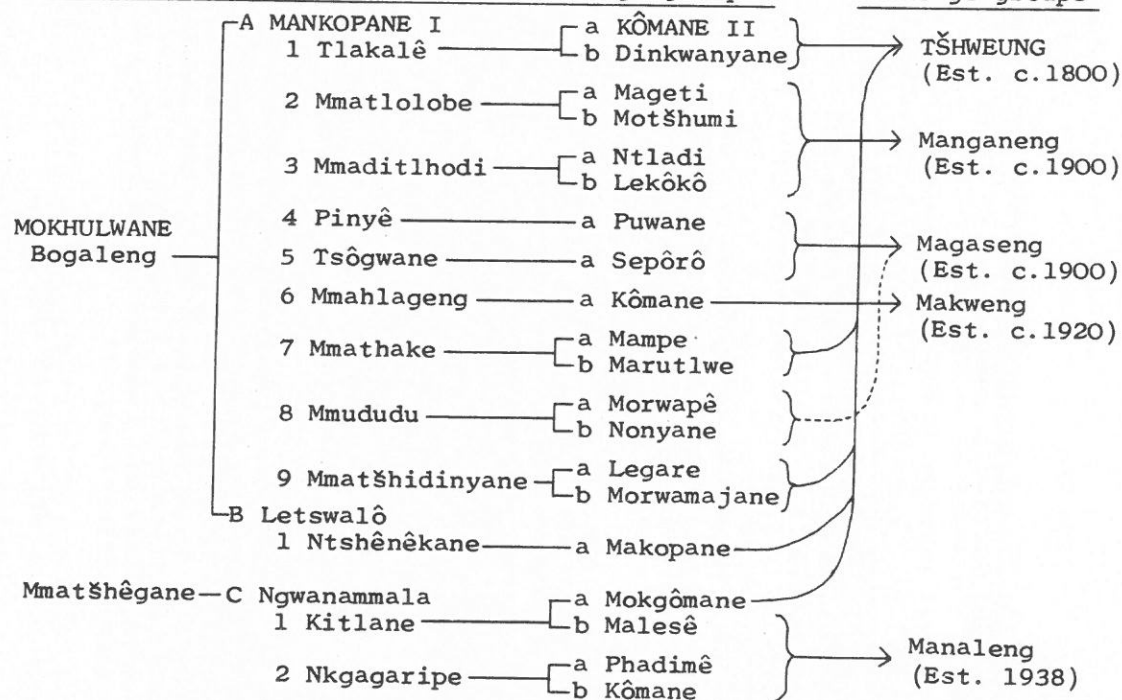 A MANKOPANE I
1 Tlakalê
a KÔMANE II
b Dinkwanyane
TŠHWEUNG
(Est. c.1800)
2 Mmatlolobe
a Mageti
b Motšhumi
Manganeng
(Est. c.1900)
3 Mmaditlhodi
a Ntladi
b Lekôkô
MOKHULWANE
Bogaleng
4 Pinyê
a Puwane
Magaseng
(Est. c.1900)
5 Tsôgwane
a Sepôrô
6 Mmahlageng
a Kômane
Makweng
(Est. c.1920)
7 Mmathake
a Mampe
b Marutlwe
8 Mmududu
a Morwapê
b Nonyane
9 Mmatšhidinyane
a Legare
b Morwamajane
B Letswalô
1 Ntshênêkane
a Makopane
Mmatšhêgane
C Ngwanammala
1 Kitlane
a Mokgômane
b Malesê
Manaleng
(Est. 1938)
2 Nkgagaripe
a Phadimê
b Kômane